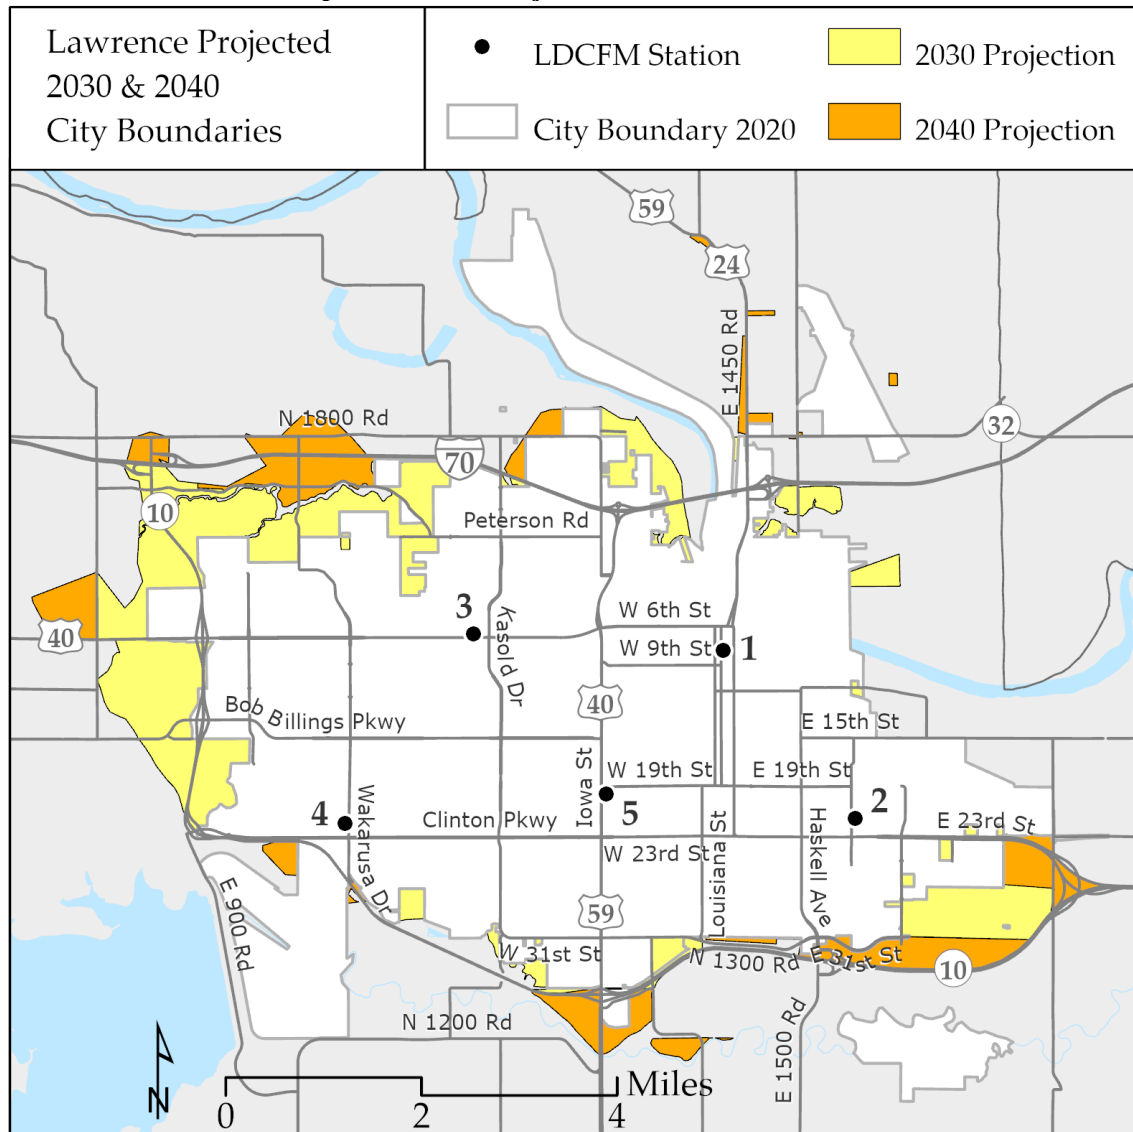 Lawrence Projected
2030 & 2040
City Boundaries
LDCFM Station
City Boundary 2020
2030 Projection
2040 Projection
59
24
E 1450 Rd
32
N 1800 Rd
70
10
Peterson Rd
3
Kasold Dr
W 6th St
W 9th St
1
40
40
Bob Billings Pkwy
E 15th St
Iowa St
W 19th St
E 19th St
4
Wakarusa Dr
Clinton Pkwy
5
2
E 23rd St
W 23rd St
Louisiana St
Haskell Ave
E 900 Rd
59
W 31st St
N 1300 Rd
E 31st St
10
N 1200 Rd
E 1500 Rd
N
Miles
0
2
4